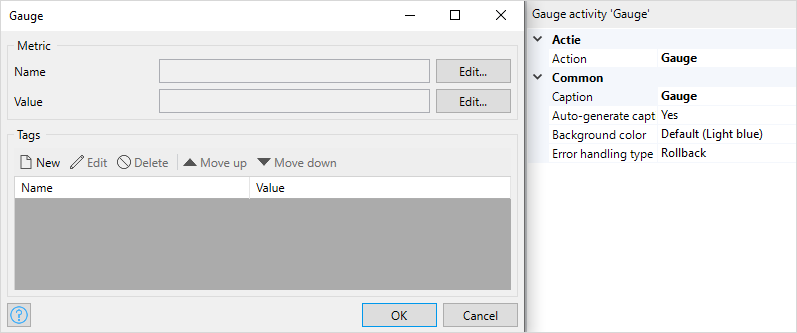 Gauge
Metric
Name
Edit...
Value
Edit...
Tags
New Edit Delete Move up Move down
Name Value
?
OK Cancel
Gauge activity 'Gauge'
Actie
Action Gauge
Common
Caption Gauge
Auto-generate capt Yes
Background color Default (Light blue)
Error handling type Rollback